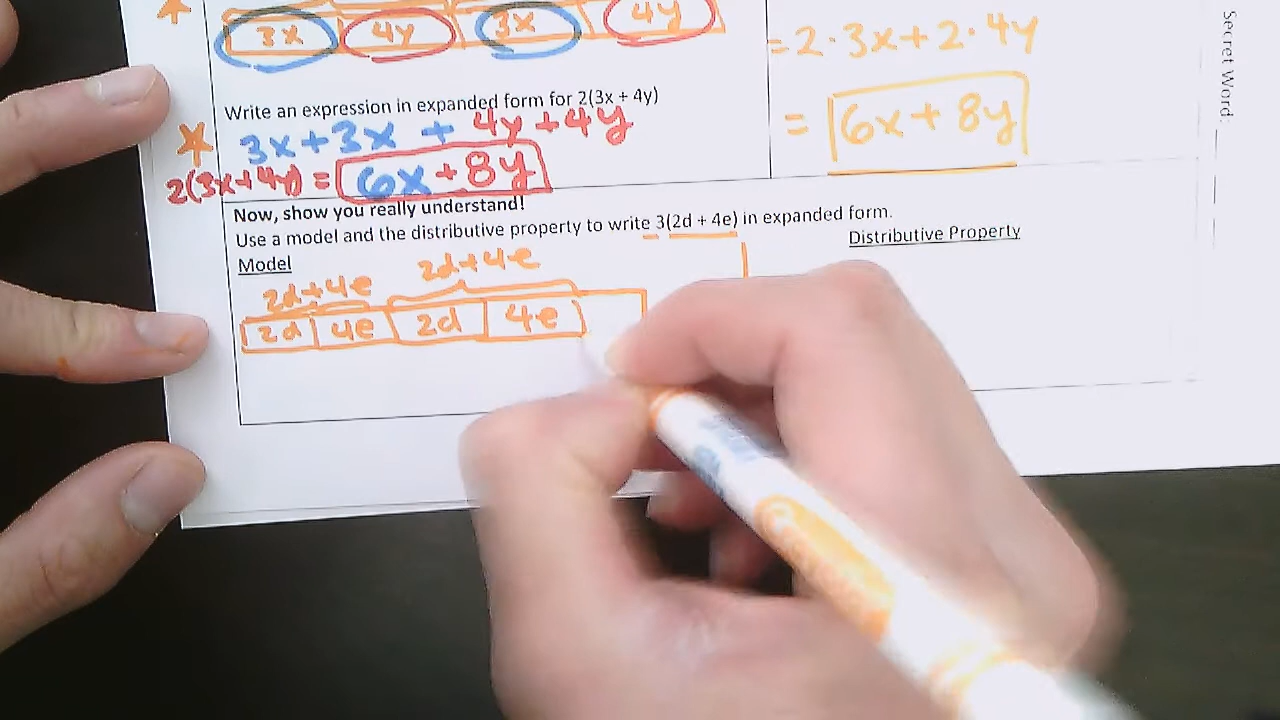 3x 4y 3x 4y
= 2 · 3x + 2 · 4y
Write an expression in expanded form for 2(3x + 4y)
3x + 3x + 4y + 4y
= 6x + 8y
2(3x+4y) = 6x + 8y
Now, show you really understand!
Use a model and the distributive property to write 3(2d + 4e) in expanded form.
Model
Distributive Property
2d+4e 2d+4e
2d 4e 2d 4e
Secret Word: